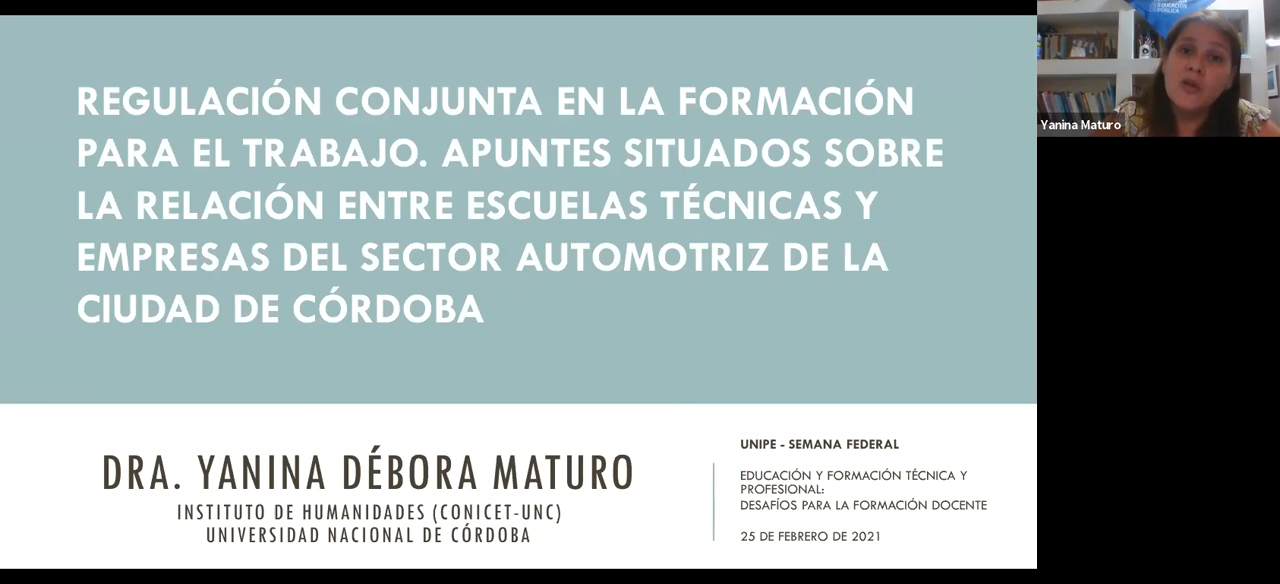 REGULACIÓN CONJUNTA EN LA FORMACIÓN
PARA EL TRABAJO. APUNTES SITUADOS SOBRE
LA RELACIÓN ENTRE ESCUELAS TÉCNICAS Y
EMPRESAS DEL SECTOR AUTOMOTRIZ DE LA
CIUDAD DE CÓRDOBA
DRA. YANINA DÉBORA MATURO
INSTITUTO DE HUMANIDADES (CONICET-UNC)
UNIVERSIDAD NACIONAL DE CÓRDOBA
UNIPE - SEMANA FEDERAL
EDUCACIÓN Y FORMACIÓN TÉCNICA Y
PROFESIONAL:
DESAFÍOS PARA LA FORMACIÓN DOCENTE
25 DE FEBRERO DE 2021
EDUCACIÓN
PÚBLICA
Yanina Maturo